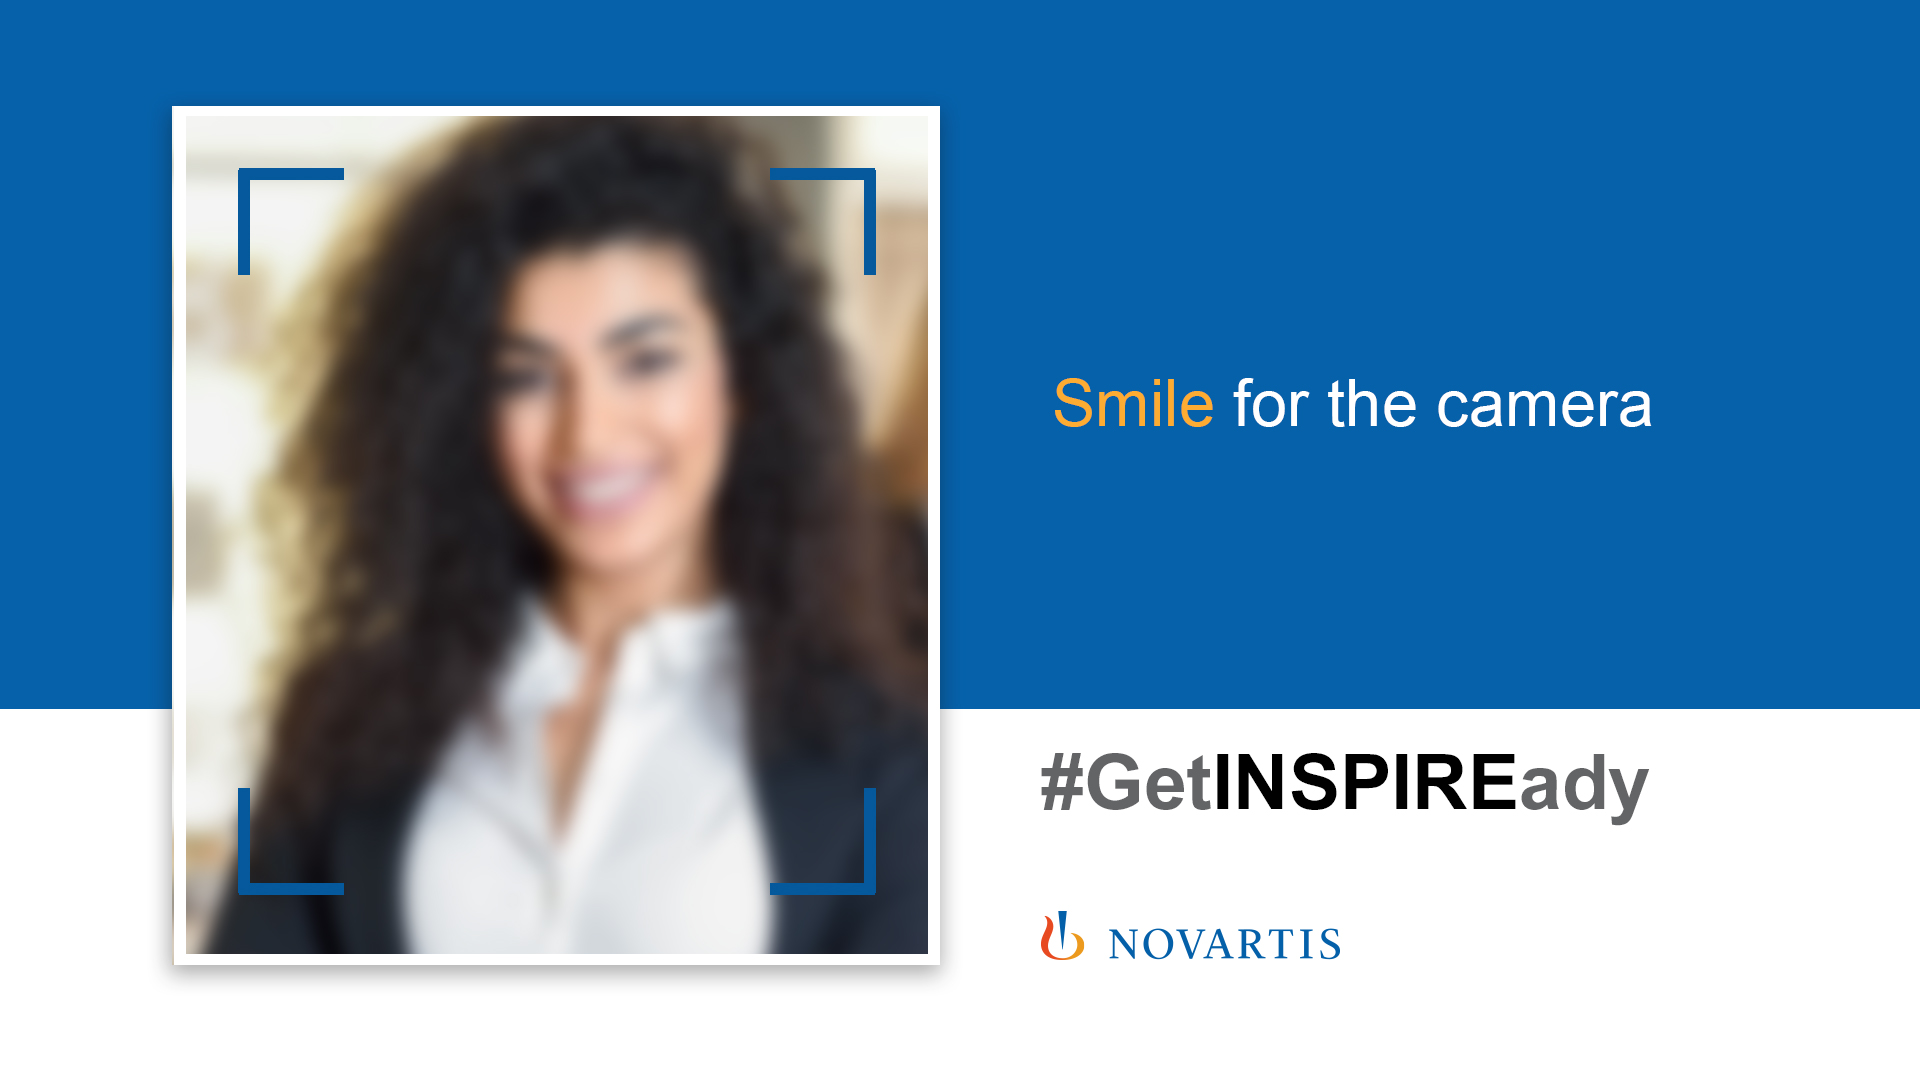 Smile for the camera
#GetINSPIREady
NOVARTIS